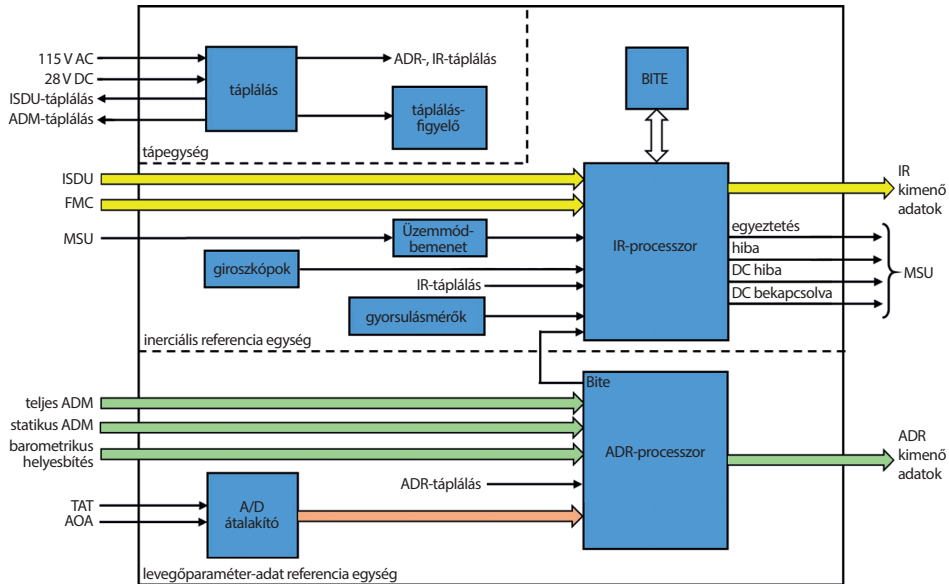 115 V AC
28 V DC
ISDU-táplálás
ADM-táplálás
táplálás
ADR-, IR-táplálás
táplálás-
figyelő
BITE
tápegység
ISDU
FMC
MSU
Üzemmód-
bemenet
giroszkópok
IR-táplálás
gyorsulásmérők
IR-processzor
IR
kimenő
adatok
egyeztetés
hiba
DC hiba
DC bekapcsolva
MSU
inerciális referencia egység
Bite
teljes ADM
statikus ADM
barometrikus
helyesbítés
ADR-processzor
ADR
kimenő
adatok
ADR-táplálás
TAT
AOA
A/D
átalakító
levegőparaméter-adat referencia egység